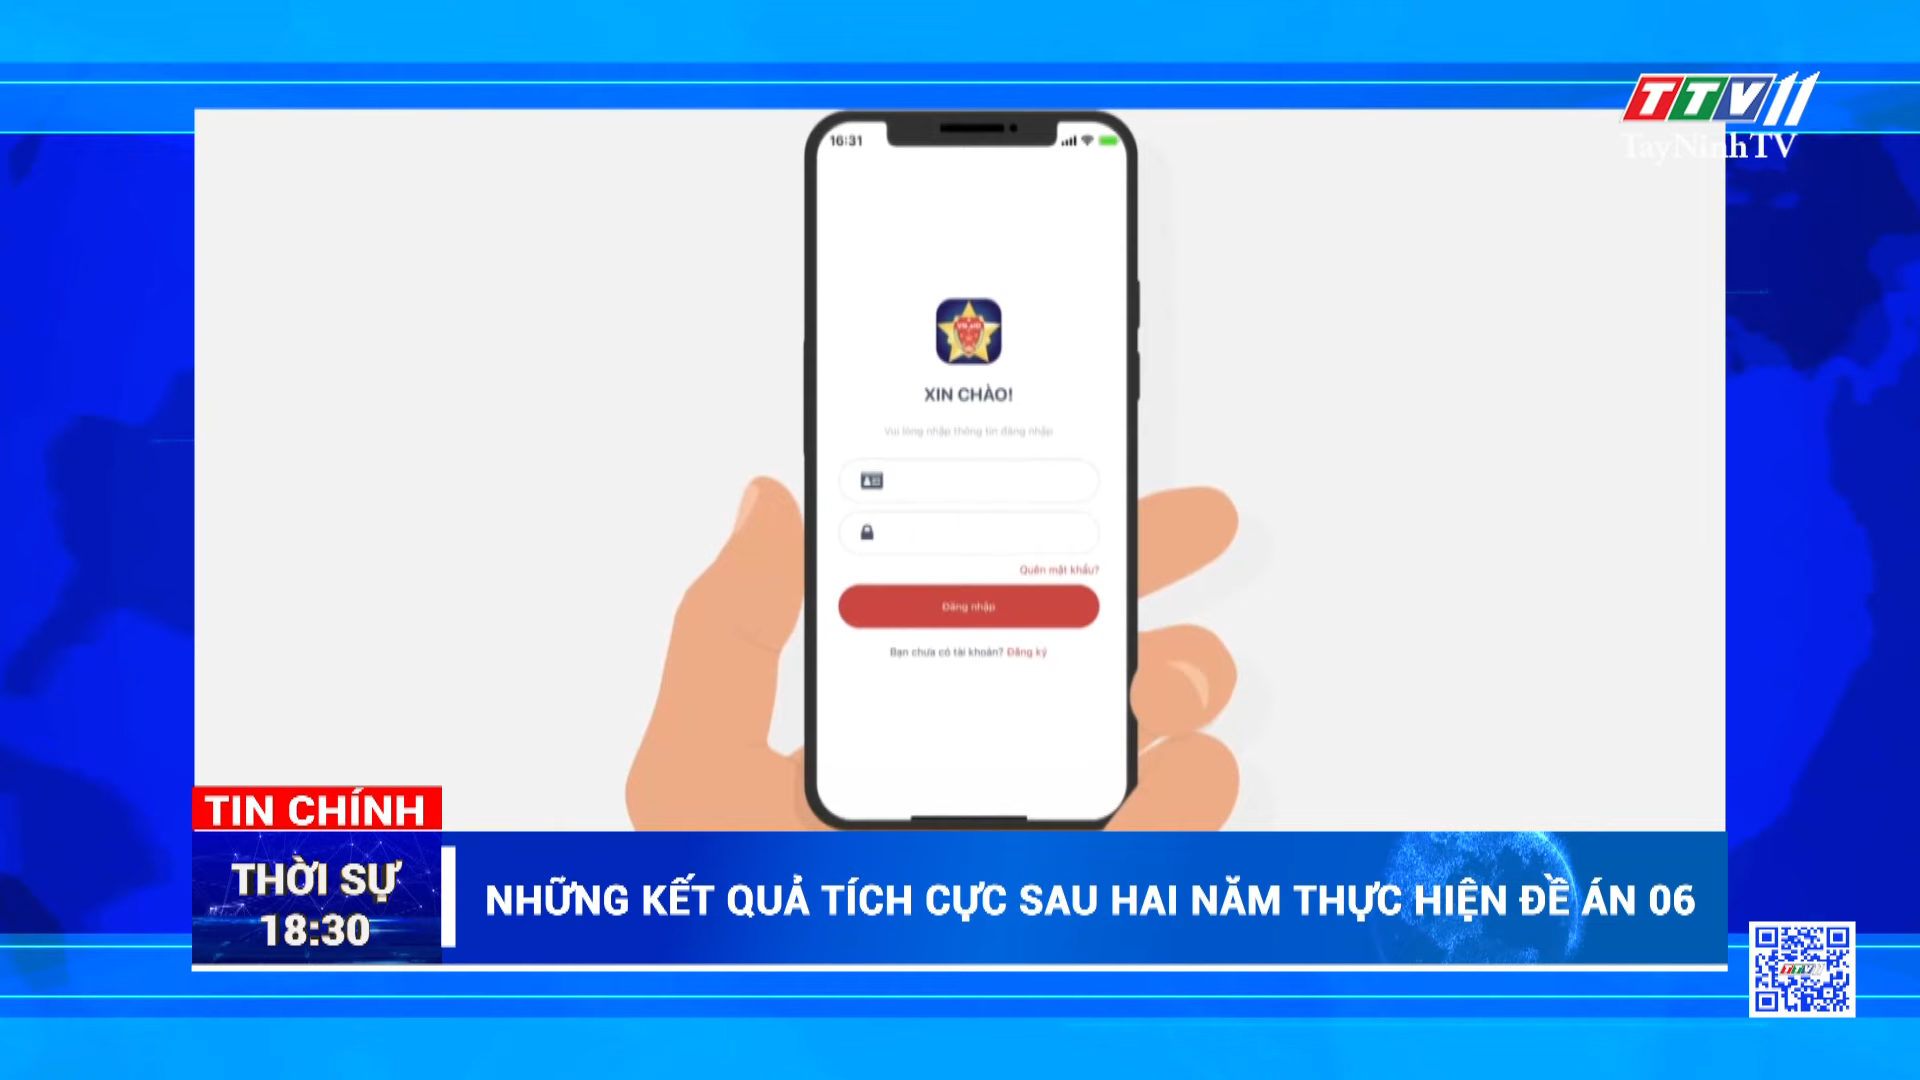 TTV11
TayNinhTV
16:31
XIN CHÀO!
Vui lòng nhập thông tin đăng nhập
Quên mật khẩu?
Đăng nhập
Bạn chưa có tài khoản? Đăng ký
TIN CHÍNH
THỜI SỰ
18:30
NHỮNG KẾT QUẢ TÍCH CỰC SAU HAI NĂM THỰC HIỆN ĐỀ ÁN 06
TTV11